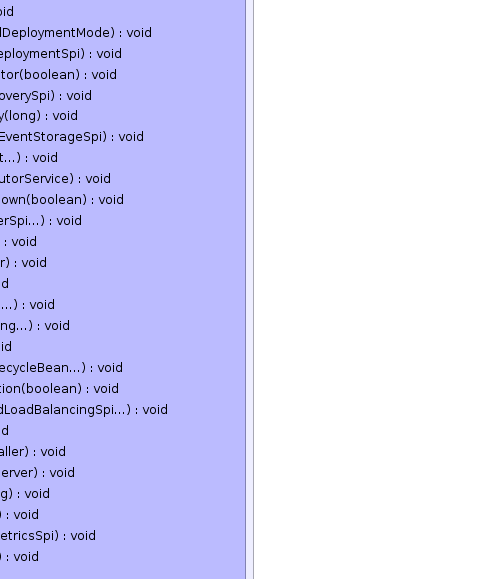 oid
lDeploymentMode) : void
eploymentSpi) : void
tor(boolean) : void
overySpi) : void
y(long) : void
EventStorageSpi) : void
t...) : void
utorService) : void
own(boolean) : void
erSpi...) : void
: void
r) : void
d
...) : void
ng...) : void
id
ecycleBean...) : void
tion(boolean) : void
dLoadBalancingSpi...) : void
d
aller) : void
erver) : void
g) : void
) : void
etricsSpi) : void
) : void